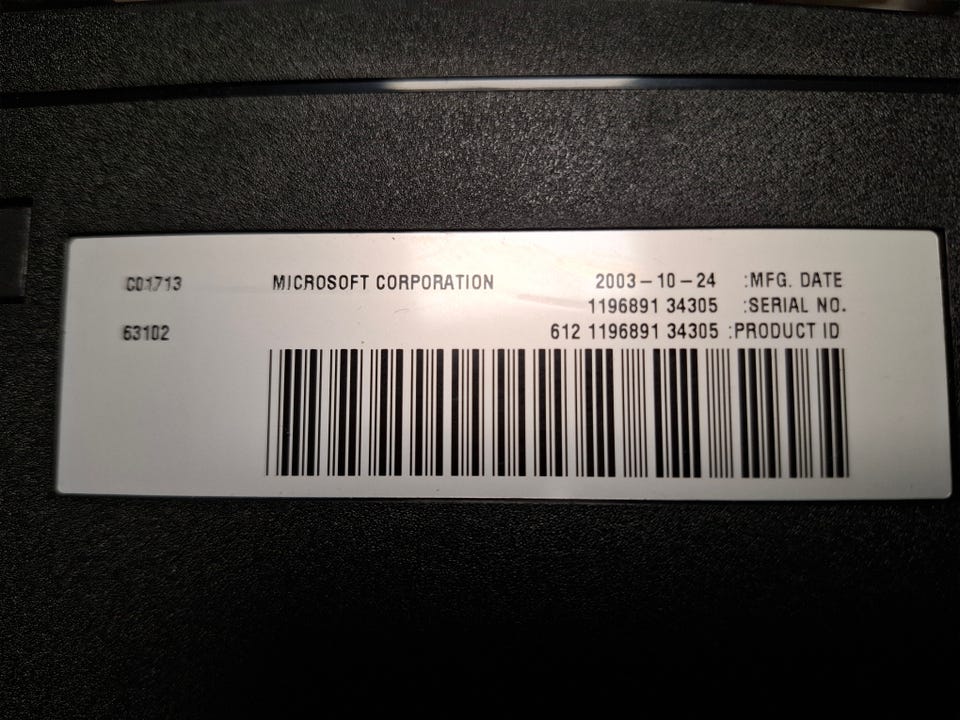 C01713 MICROSOFT CORPORATION 2003-10-24 :MFG. DATE
1196891 34305 :SERIAL NO.
63102 612 1196891 34305 :PRODUCT ID